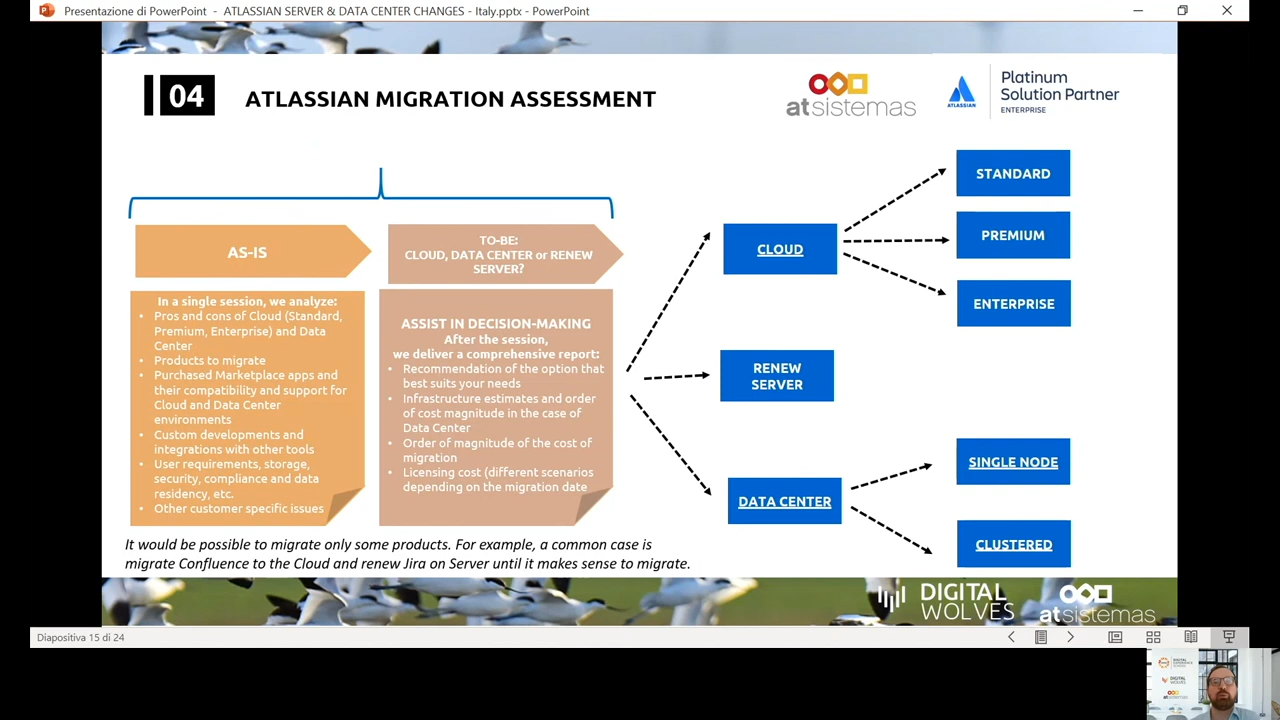 Presentazione di PowerPoint - ATLASSIAN SERVER & DATA CENTER CHANGES - Italy.pptx - PowerPoint
04
ATLASSIAN MIGRATION ASSESSMENT
atsistemas
ATLASSIAN
Platinum
Solution Partner
ENTERPRISE
AS-IS
In a single session, we analyze:
• Pros and cons of Cloud (Standard,
Premium, Enterprise) and Data
Center
• Products to migrate
• Purchased Marketplace apps and
their compatibility and support for
Cloud and Data Center
environments
• Custom developments and
integrations with other tools
• User requirements, storage,
security, compliance and data
residency, etc.
• Other customer specific issues
TO-BE:
CLOUD, DATA CENTER or RENEW
SERVER?
ASSIST IN DECISION-MAKING
After the session,
we deliver a comprehensive report:
• Recommendation of the option that
best suits your needs
• Infrastructure estimates and order
of cost magnitude in the case of
Data Center
• Order of magnitude of the cost of
migration
• Licensing cost (different scenarios
depending on the migration date
CLOUD
STANDARD
PREMIUM
ENTERPRISE
RENEW
SERVER
DATA CENTER
SINGLE NODE
CLUSTERED
It would be possible to migrate only some products. For example, a common case is
migrate Confluence to the Cloud and renew Jira on Server until it makes sense to migrate.
DIGITAL
WOLVES
atsistemas
Diapositiva 15 di 24
DIGITAL
WOLVES
atsistemas